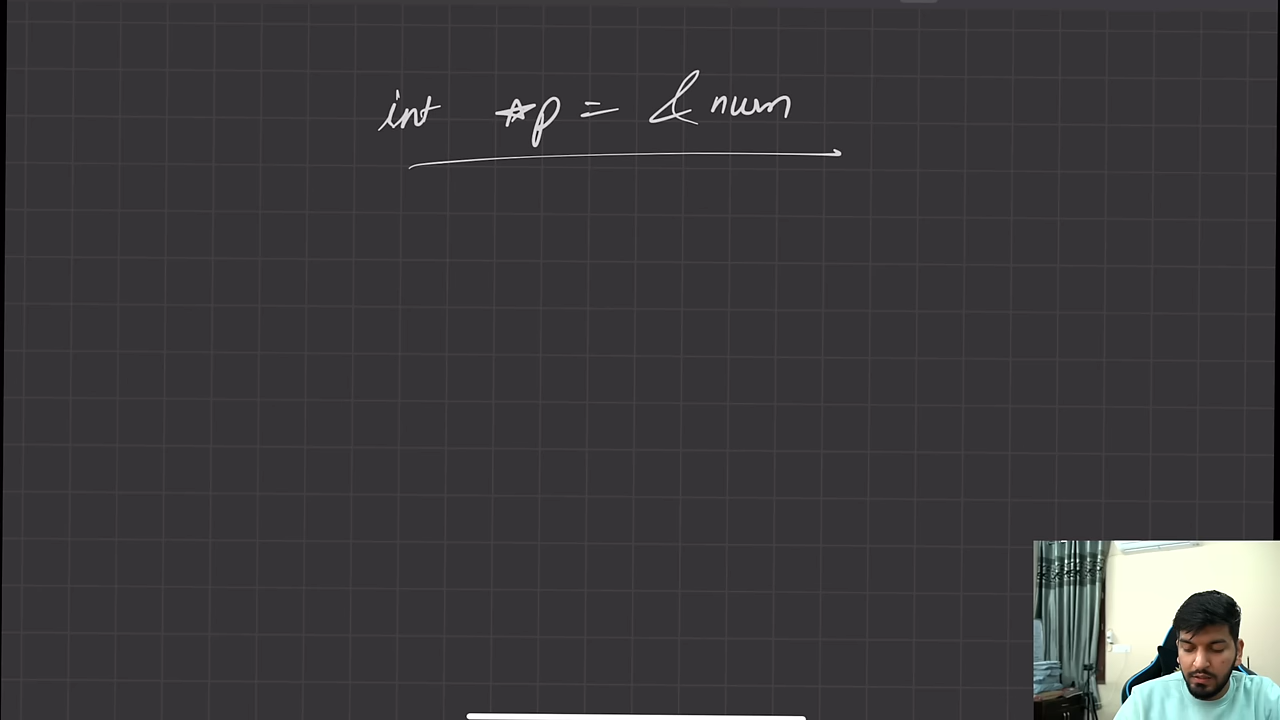 int *p = &num